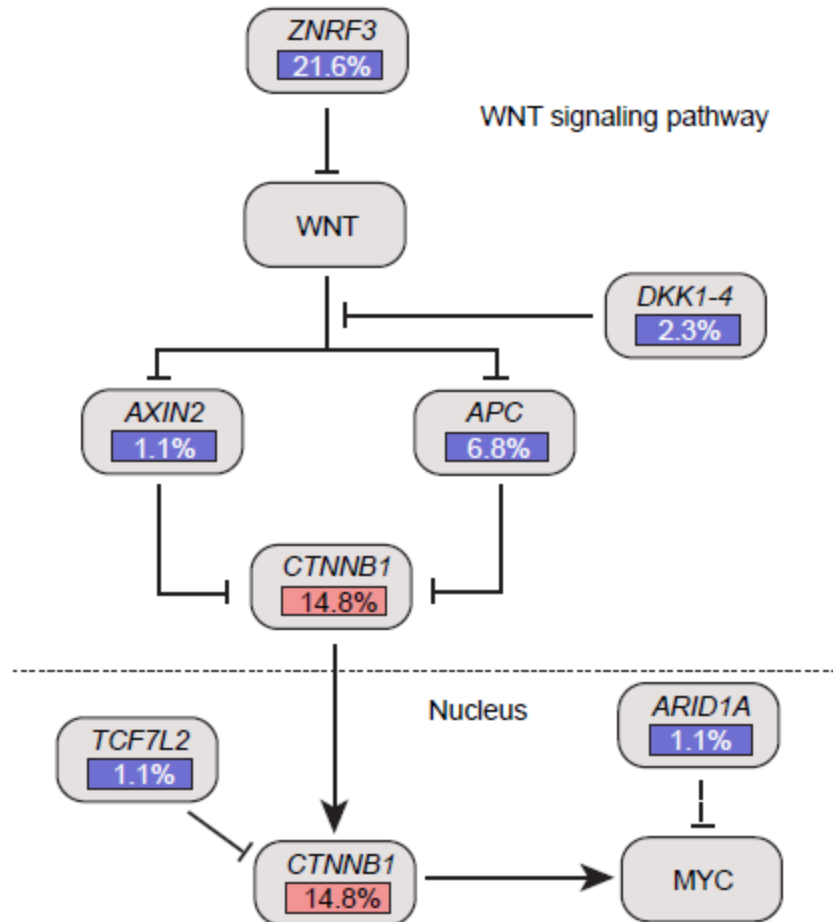 ZNRF3
21.6%
WNT signaling pathway
WNT
DKK1-4
2.3%
AXIN2
1.1%
APC
6.8%
CTNNB1
14.8%
Nucleus
ARID1A
1.1%
TCF7L2
1.1%
CTNNB1
14.8%
MYC